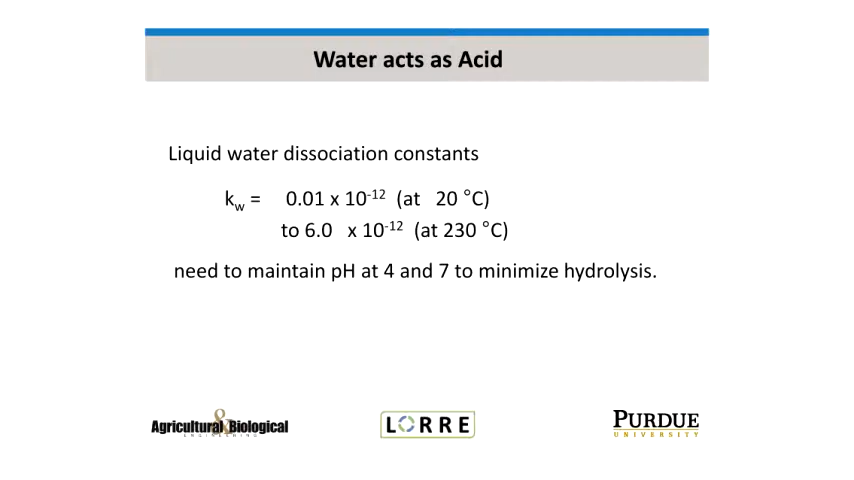 Water acts as Acid
Liquid water dissociation constants
kw = 0.01 x 10-12 (at 20 °C)
to 6.0 x 10-12 (at 230 °C)
need to maintain pH at 4 and 7 to minimize hydrolysis.
Agricultural & Biological
ENGINEERING
LORRE
PURDUE
UNIVERSITY